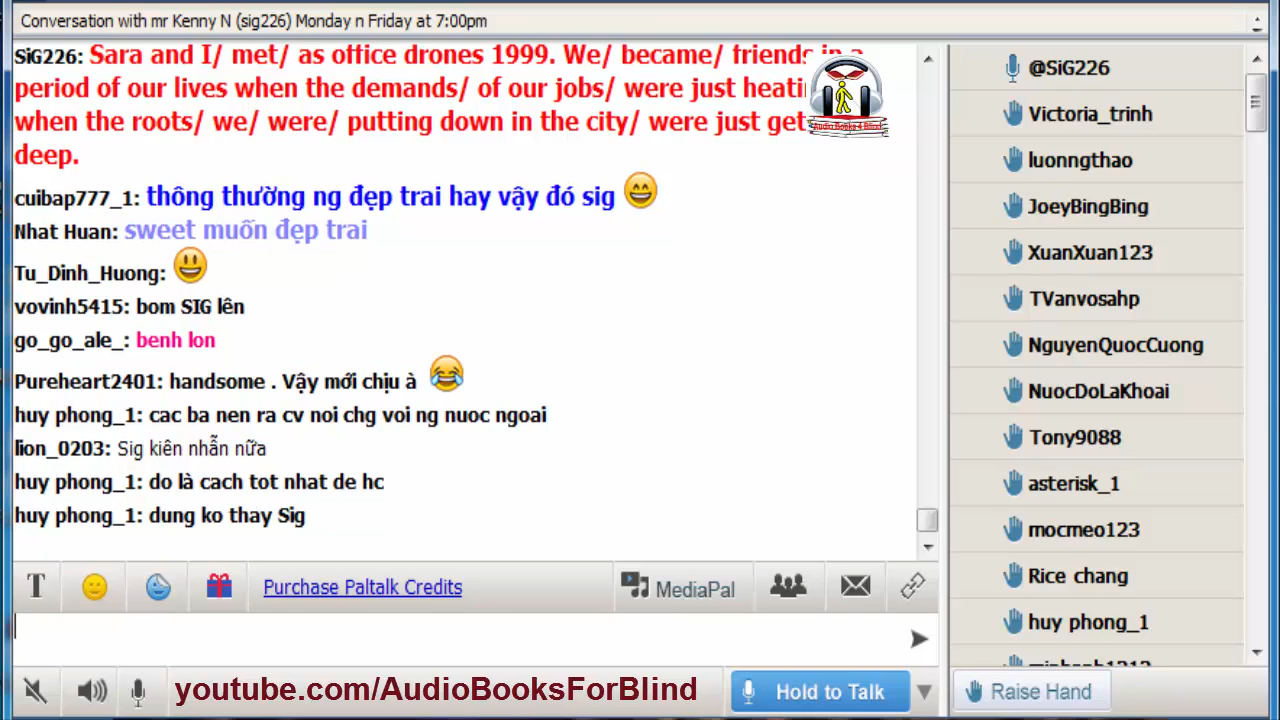 Conversation with mr Kenny N (sig226) Monday n Friday at 7:00pm
SiG226: Sara and I/ met/ as office drones 1999. We/ became/ friends in a
period of our lives when the demands/ of our jobs/ were just heati
when the roots/ we/ were/ putting down in the city/ were just get
deep.
Audio Books 4 Blind
cuibap777_1: thông thường ng đẹp trai hay vậy đó sig
Nhat Huan: sweet muốn đẹp trai
Tu_Dinh_Huong:
vovinh5415: bom SIG lên
go_go_ale_: benh lon
Pureheart2401: handsome . Vậy mới chịu à
huy phong_1: cac ba nen ra cv noi chg voi ng nuoc ngoai
lion_0203: Sig kiên nhẫn nữa
huy phong_1: do là cach tot nhat de hc
huy phong_1: dung ko thay Sig
T
Purchase Paltalk Credits
MediaPal
youtube.com/AudioBooksForBlind
Hold to Talk
@SiG226
Victoria_trinh
luonngthao
JoeyBingBing
XuanXuan123
TVanvosahp
NguyenQuocCuong
NuocDoLaKhoai
Tony9088
asterisk_1
mocmeo123
Rice chang
huy phong_1
Raise Hand